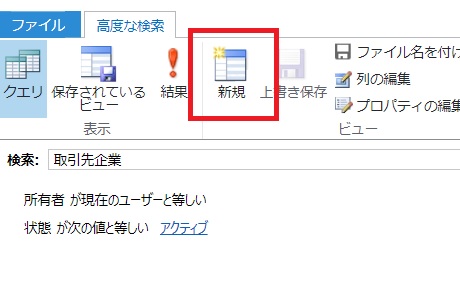 ファイル
高度な検索
クエリ
保存されている
ビュー
結果
新規
上書き保存
ファイル名を付け
列の編集
プロパティの編集
表示
ビュー
検索: 取引先企業
所有者 が現在のユーザーと等しい
状態 が次の値と等しい アクティブ